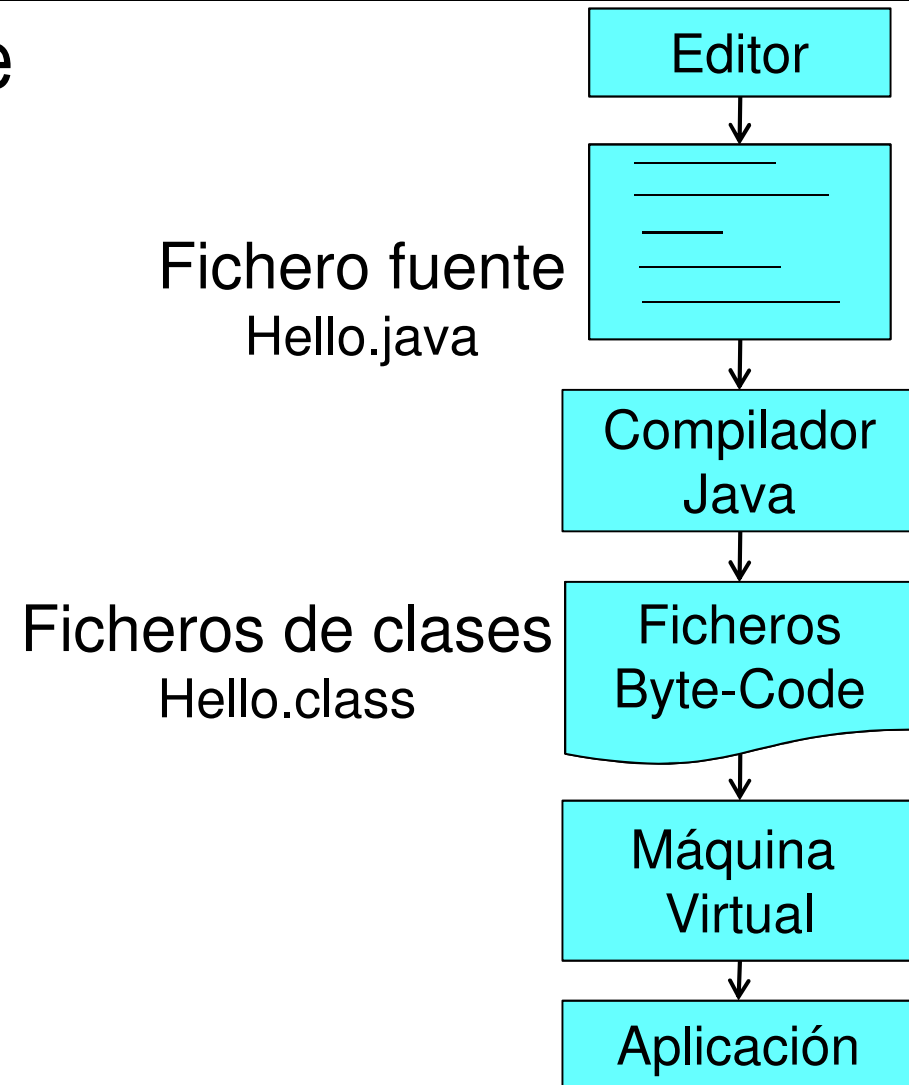 Editor
Fichero fuente
Hello.java
Compilador
Java
Ficheros de clases
Hello.class
Ficheros
Byte-Code
Máquina
Virtual
Aplicación